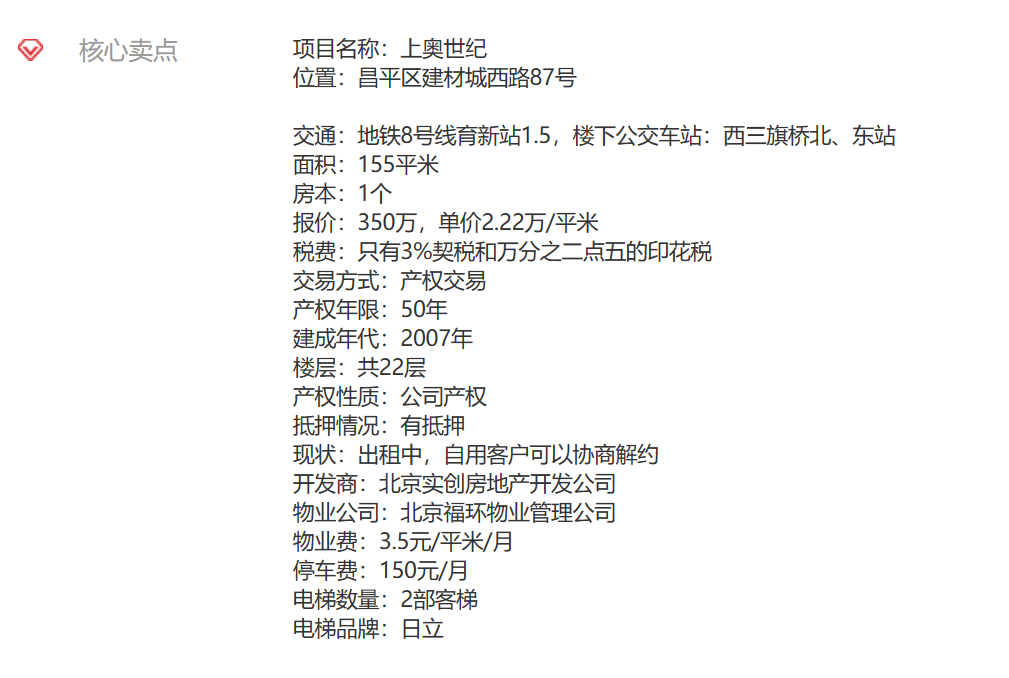 核心卖点
项目名称：上奥世纪
位置：昌平区建材城西路87号
交通：地铁8号线育新站1.5，楼下公交车站：西三旗桥北、东站
面积：155平米
房本：1个
报价：350万，单价2.22万/平米
税费：只有3%契税和万分之二点五的印花税
交易方式：产权交易
产权年限：50年
建成年代：2007年
楼层：共22层
产权性质：公司产权
抵押情况：有抵押
现状：出租中，自用客户可以协商解约
开发商：北京实创房地产开发公司
物业公司：北京福环物业管理公司
物业费：3.5元/平米/月
停车费：150元/月
电梯数量：2部客梯
电梯品牌：日立